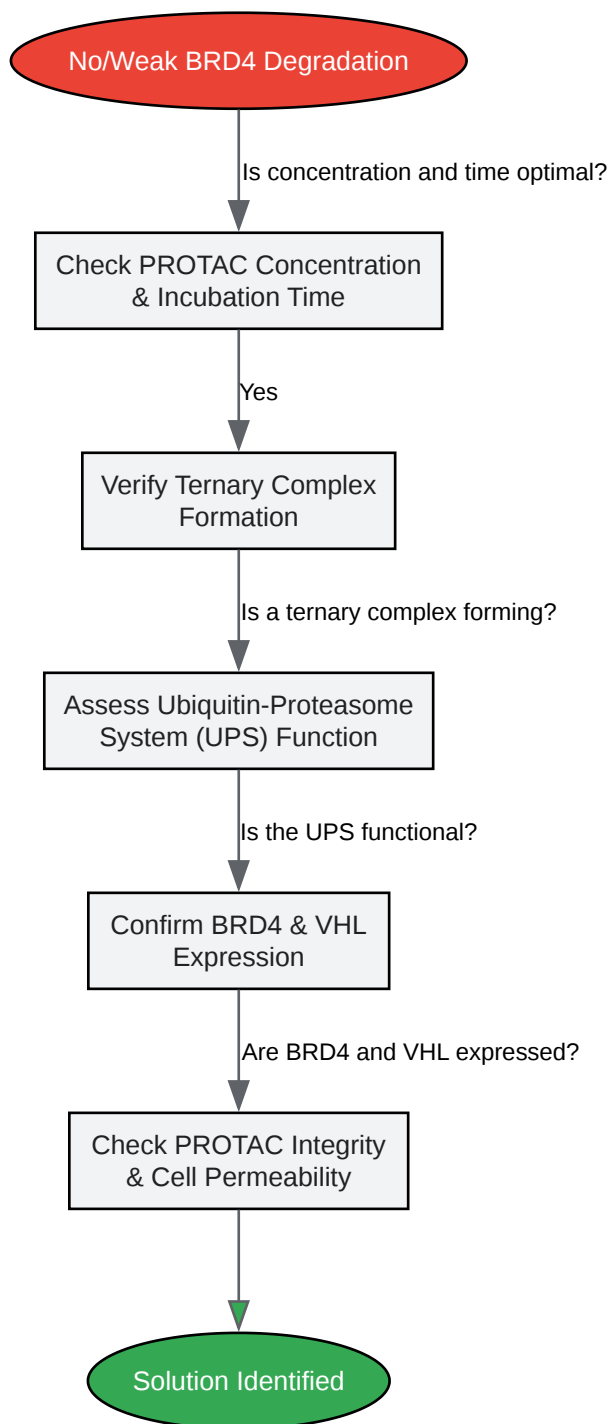 No/Weak BRD4 Degradation
Is concentration and time optimal?
Check PROTAC Concentration
& Incubation Time
Yes
Verify Ternary Complex
Formation
Is a ternary complex forming?
Assess Ubiquitin-Proteasome
System (UPS) Function
Is the UPS functional?
Confirm BRD4 & VHL
Expression
Are BRD4 and VHL expressed?
Check PROTAC Integrity
& Cell Permeability
Solution Identified